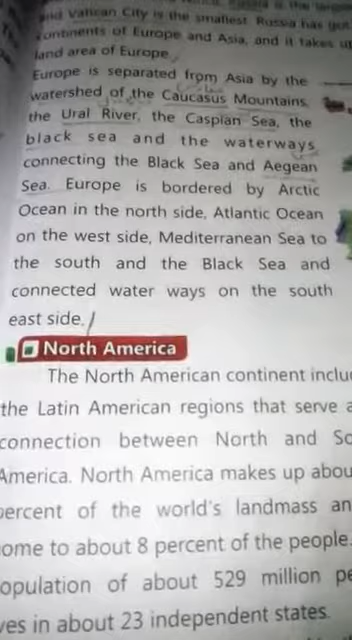 and Vatican City is the smallest. Russia has got
continents of Europe and Asia, and it takes up
land area of Europe.
Europe is separated from Asia by the
watershed of the Caucasus Mountains,
the Ural River, the Caspian Sea, the
black sea and the waterways
connecting the Black Sea and Aegean
Sea. Europe is bordered by Arctic
Ocean in the north side, Atlantic Ocean
on the west side, Mediterranean Sea to
the south and the Black Sea and
connected water ways on the south
east side.
North America
The North American continent inclu
the Latin American regions that serve a
connection between North and So
America. North America makes up abou
percent of the world's landmass an
ome to about 8 percent of the people.
opulation of about 529 million pe
ves in about 23 independent states.